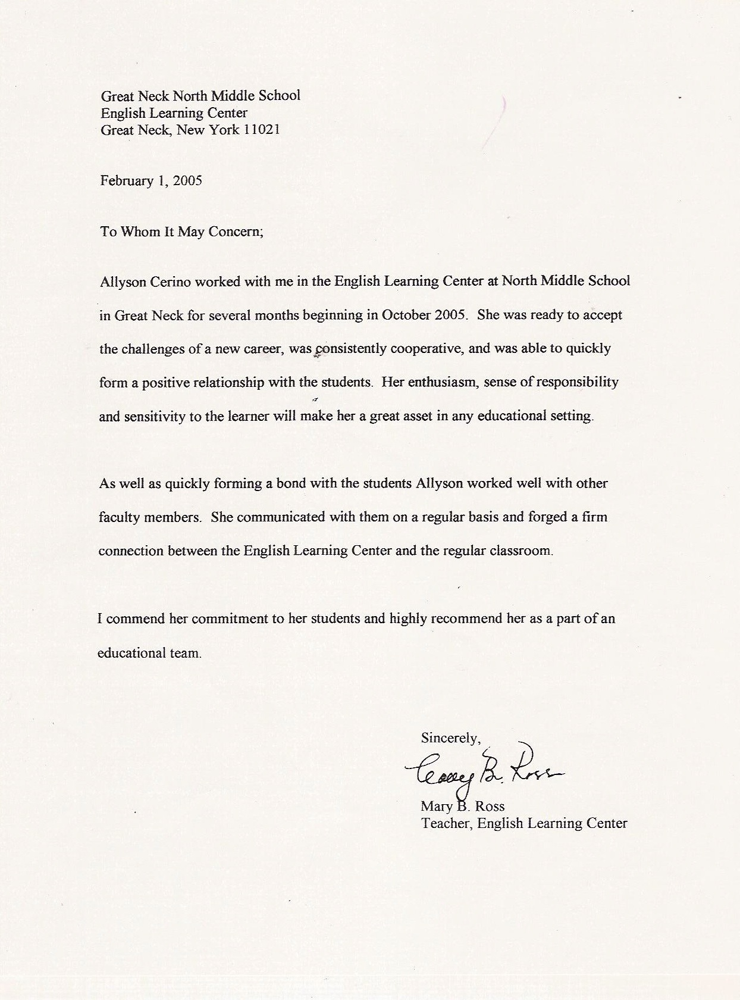 Great Neck North Middle School
English Learning Center
Great Neck, New York 11021
February 1, 2005
To Whom It May Concern;
Allyson Cerino worked with me in the English Learning Center at North Middle School
in Great Neck for several months beginning in October 2005. She was ready to accept
the challenges of a new career, was consistently cooperative, and was able to quickly
form a positive relationship with the students. Her enthusiasm, sense of responsibility
and sensitivity to the learner will make her a great asset in any educational setting.
As well as quickly forming a bond with the students Allyson worked well with other
faculty members. She communicated with them on a regular basis and forged a firm
connection between the English Learning Center and the regular classroom.
I commend her commitment to her students and highly recommend her as a part of an
educational team.
Sincerely,
B. Ross
Mary B. Ross
Teacher, English Learning Center